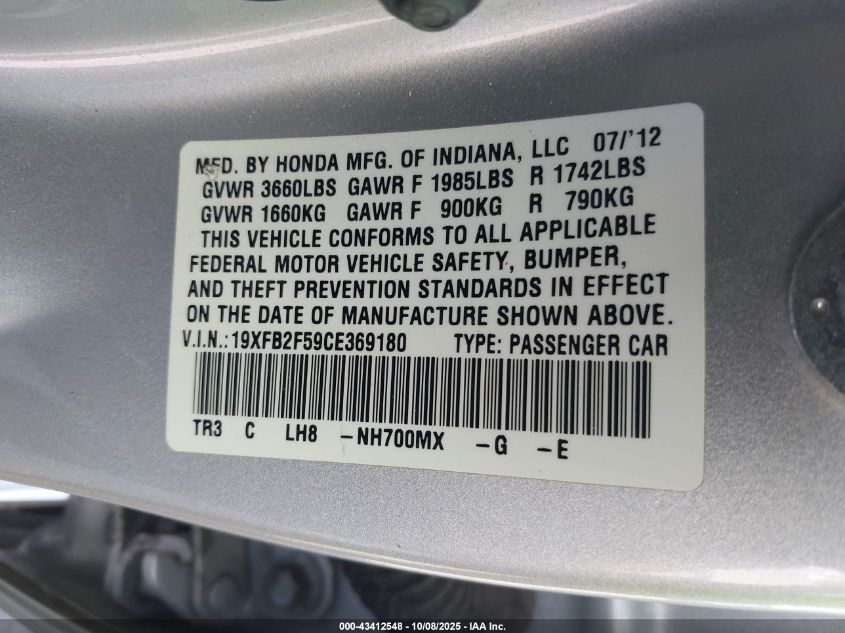 MFD. BY HONDA MFG. OF INDIANA, LLC 07/'12
GVWR 3660LBS GAWR F 1985LBS R 1742LBS
GVWR 1660KG GAWR F 900KG R 790KG
THIS VEHICLE CONFORMS TO ALL APPLICABLE
FEDERAL MOTOR VEHICLE SAFETY, BUMPER,
AND THEFT PREVENTION STANDARDS IN EFFECT
ON THE DATE OF MANUFACTURE SHOWN ABOVE.
V.I.N.:19XFB2F59CE369180 TYPE: PASSENGER CAR
TR3 C LH8 -NH700MX -G -E
000-43412548 - 10/08/2025 - IAA Inc.